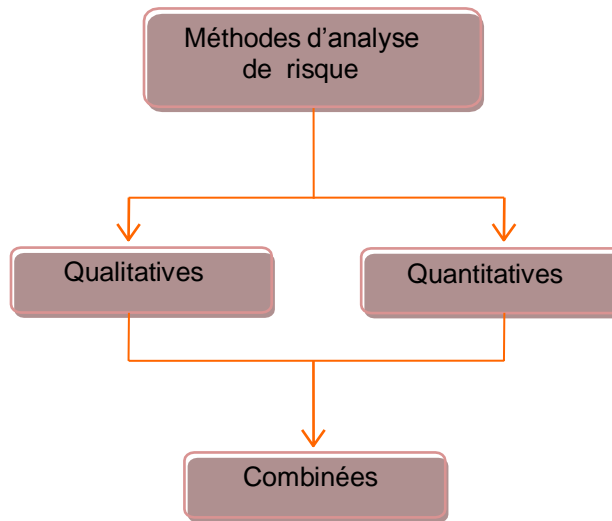 Méthodes d’analyse
de risque
Qualitatives
Quantitatives
Combinées